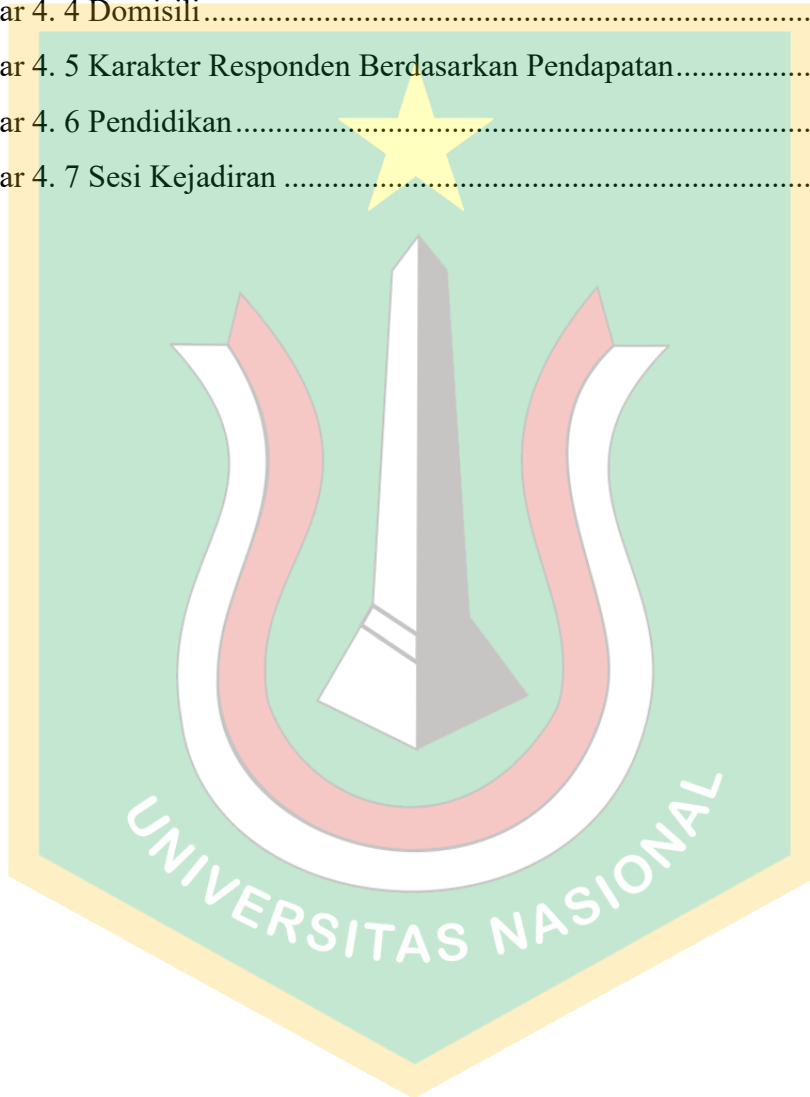 ar 4. 4 Domisili................................................................................
ar 4. 5 Karakter Responden Berdasarkan Pendapatan.................
ar 4. 6 Pendidikan............................................................................
ar 4. 7 Sesi Kejadiran ......................................................................
UNIVERSITAS NASIONAL